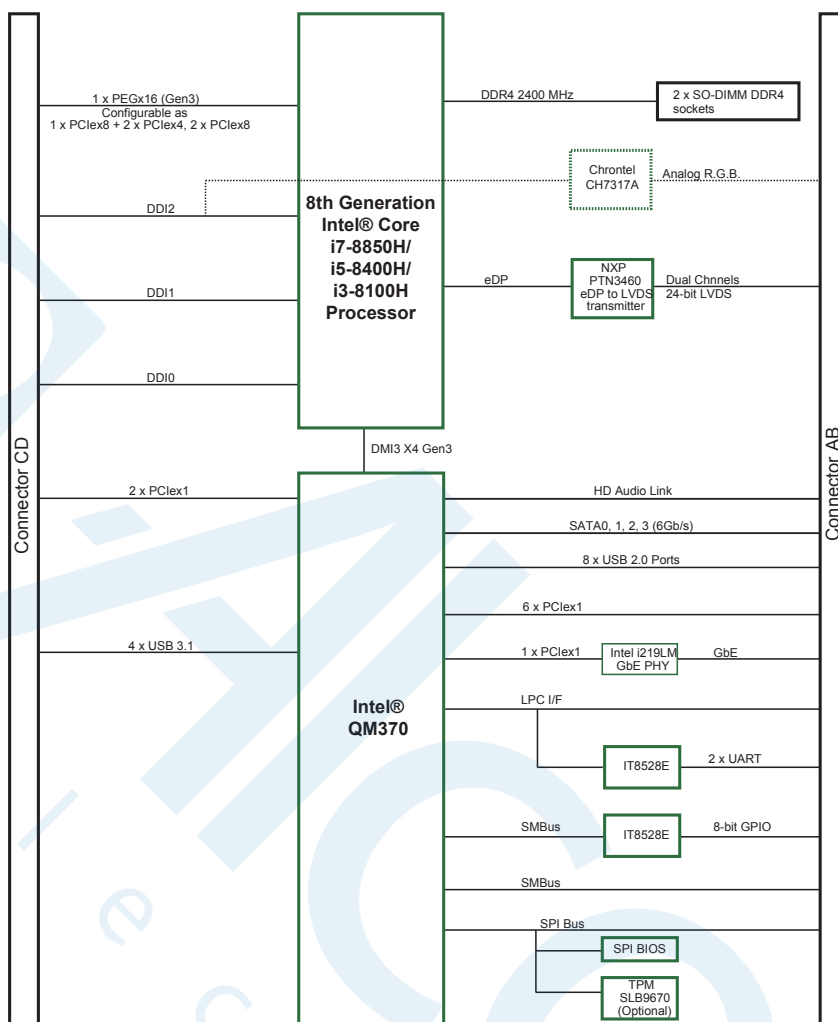 Connector CD
1 x PEGx16 (Gen3)
Configurable as
1 x PCIex8 + 2 x PCIex4, 2 x PCIex8
DDI2
DDI1
DDI0
8th Generation
Intel® Core
i7-8850H/
i5-8400H/
i3-8100H
Processor
DDR4 2400 MHz
2 x SO-DIMM DDR4
sockets
Chrontel
CH7317A
Analog R.G.B.
eDP
NXP
PTN3460
eDP to LVDS
transmitter
Dual Chnnels
24-bit LVDS
DMI3 X4 Gen3
Connector AB
2 x PCIex1
4 x USB 3.1
Intel®
QM370
HD Audio Link
SATA0, 1, 2, 3 (6Gb/s)
8 x USB 2.0 Ports
6 x PCIex1
1 x PCIex1
Intel i219LM
GbE PHY
GbE
LPC I/F
IT8528E
2 x UART
SMBus
IT8528E
8-bit GPIO
SMBus
SPI Bus
SPI BIOS
TPM
SLB9670
(Optional)